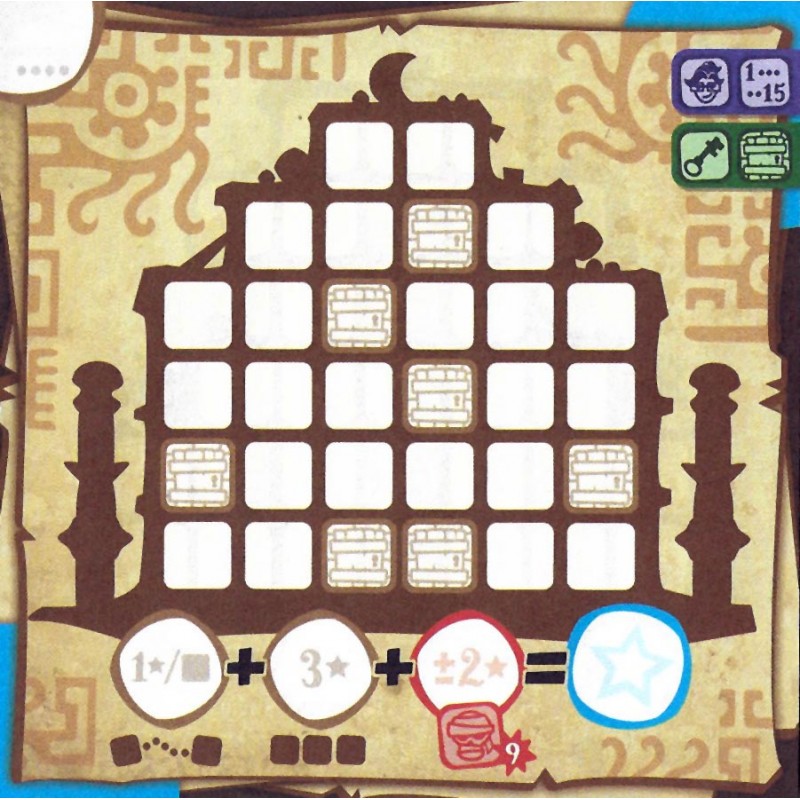 1•••
••15
1★/■ + 3★ + ±2★ =
9